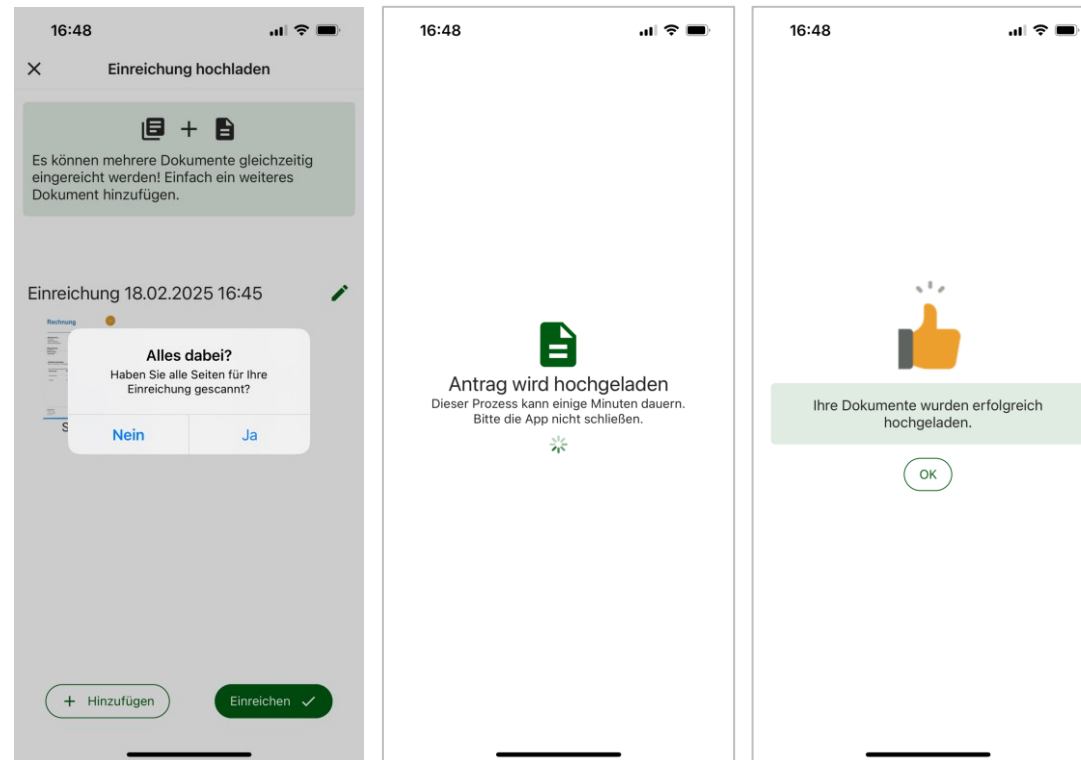 16:48
Einreichung hochladen
Es können mehrere Dokumente gleichzeitig
eingereicht werden! Einfach ein weiteres
Dokument hinzufügen.
Einreichung 18.02.2025 16:45
Rechnung
Alles dabei?
Haben Sie alle Seiten für Ihre
Einreichung gescannt?
Nein
Ja
S
+ Hinzufügen
Einreichen
16:48
Antrag wird hochgeladen
Dieser Prozess kann einige Minuten dauern.
Bitte die App nicht schließen.
16:48
Ihre Dokumente wurden erfolgreich
hochgeladen.
OK